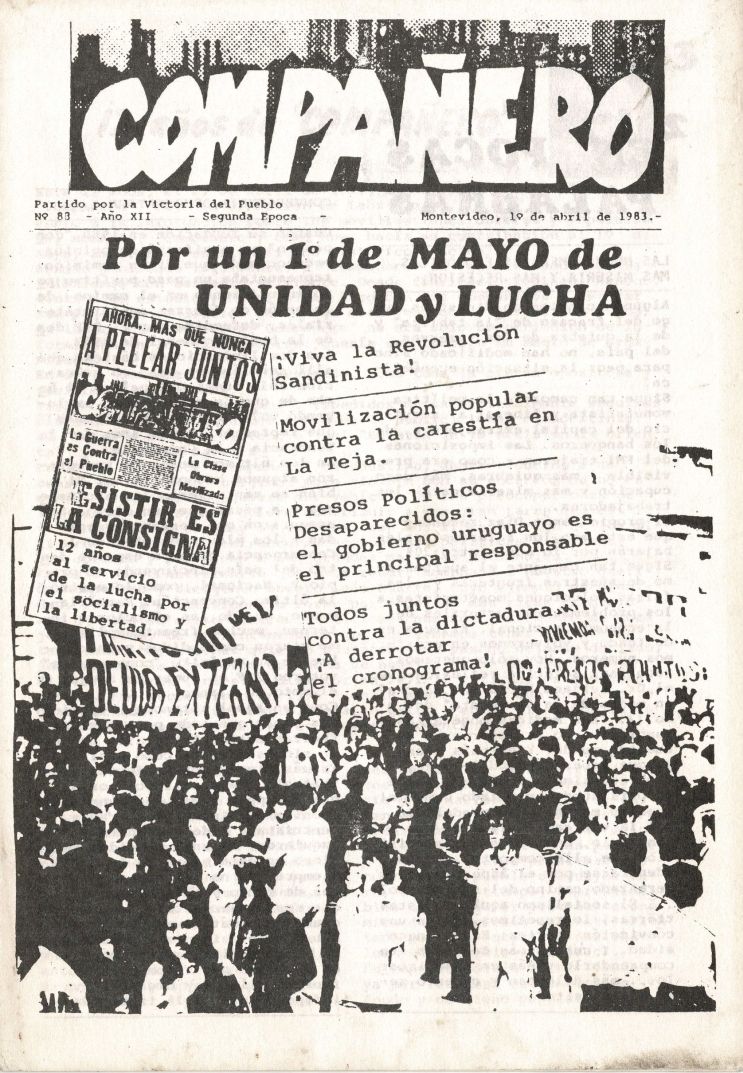 COMPAÑERO
Partido por la Victoria del Pueblo
Nº 83 - Año XII - Segunda Epoca - Montevideo, 1º de abril de 1983.-
Por un 1º de MAYO de
UNIDAD y LUCHA
AHORA, MAS QUE NUNCA
A PELEAR JUNTOS
COMPAÑERO
La Guerra
es Contra
el Pueblo
La Clase
Obrera
Movilizada
RESISTIR ES
LA CONSIGNA
12 años
al servicio
de la lucha por
el socialismo y
la libertad.
¡Viva la Revolución
Sandinista!
Movilización popular
contra la carestía en
La Teja.
Presos Políticos
Desaparecidos:
el gobierno uruguayo es
el principal responsable
Todos juntos
contra la dictadura
¡A derrotar
el cronograma!
DE LA
DEUDA EXTERNA
LOS PRESOS